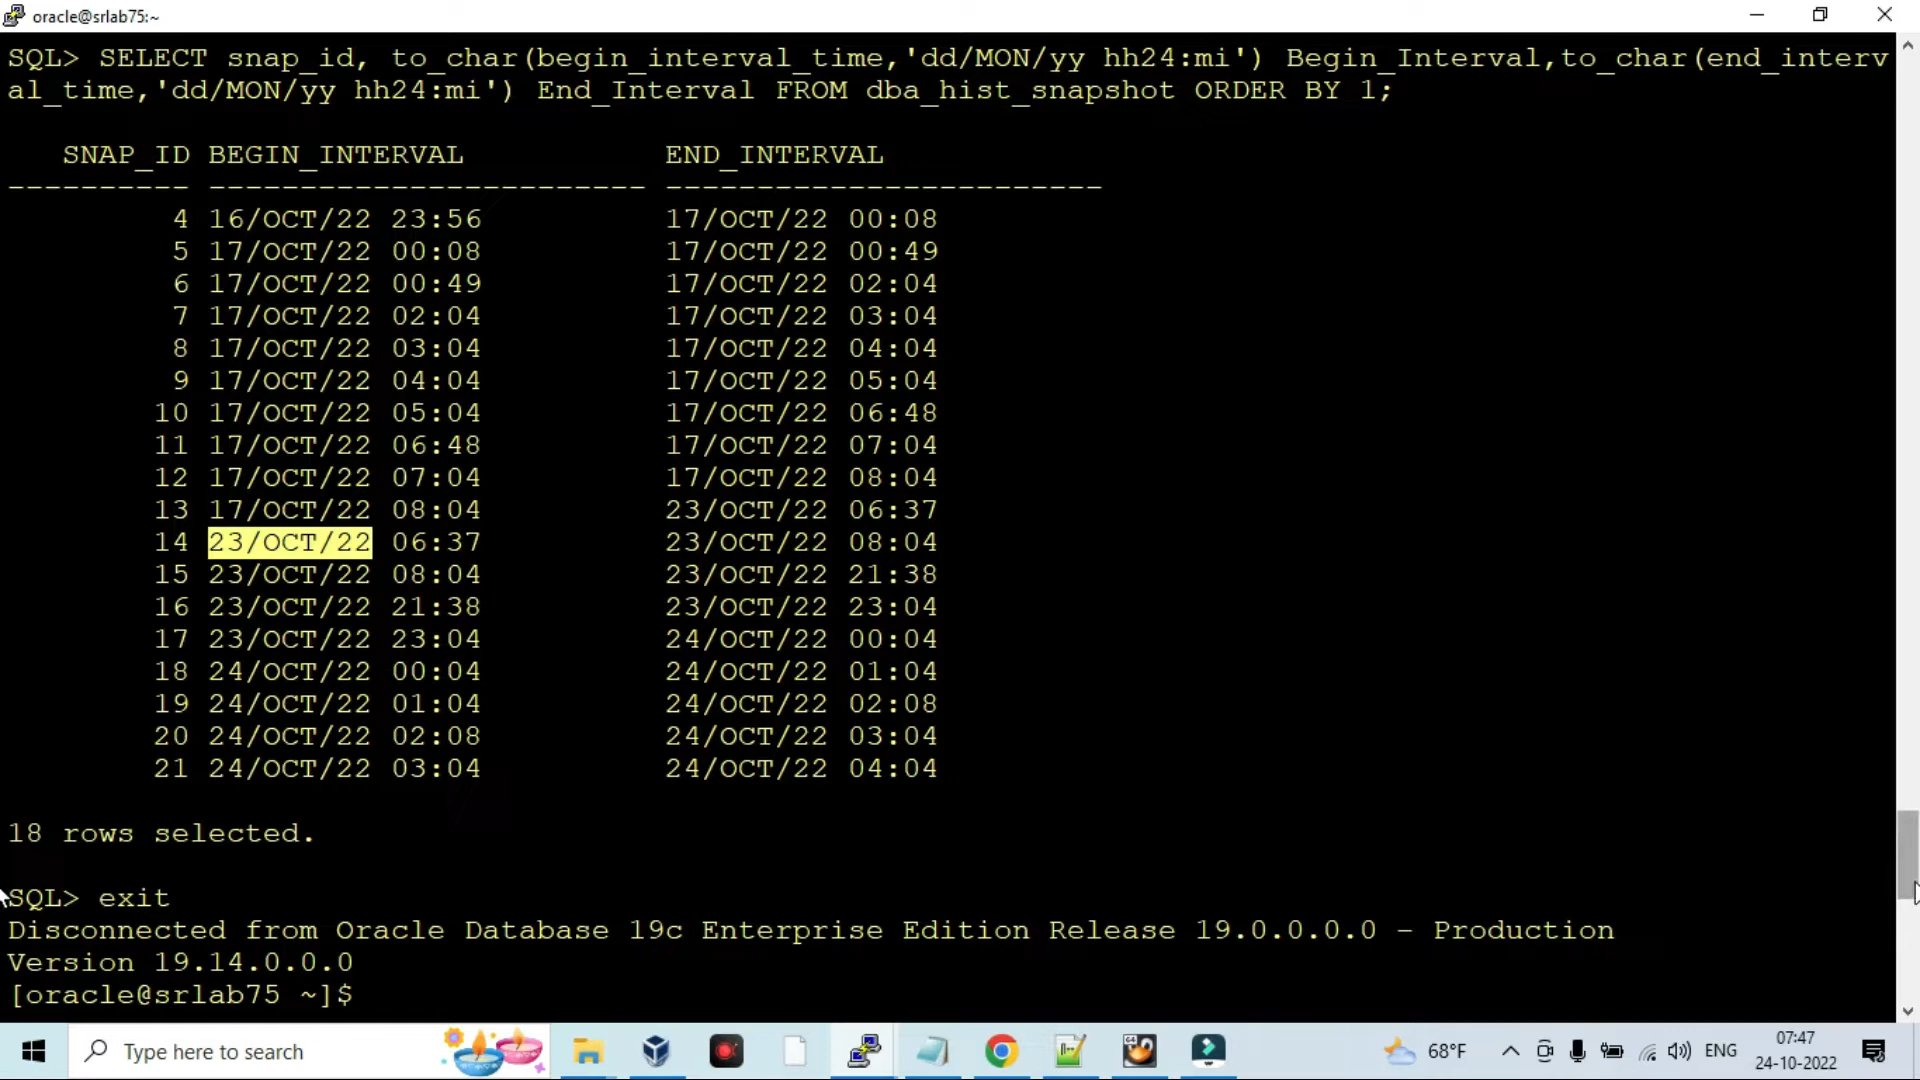 oracle@srlab75:~
SQL> SELECT snap_id, to_char(begin_interval_time,'dd/MON/yy hh24:mi') Begin_Interval,to_char(end_interv
al_time,'dd/MON/yy hh24:mi') End_Interval FROM dba_hist_snapshot ORDER BY 1;
SNAP_ID BEGIN_INTERVAL END_INTERVAL
---------- ------------------------ ------------------------
4 16/OCT/22 23:56 17/OCT/22 00:08
5 17/OCT/22 00:08 17/OCT/22 00:49
6 17/OCT/22 00:49 17/OCT/22 02:04
7 17/OCT/22 02:04 17/OCT/22 03:04
8 17/OCT/22 03:04 17/OCT/22 04:04
9 17/OCT/22 04:04 17/OCT/22 05:04
10 17/OCT/22 05:04 17/OCT/22 06:48
11 17/OCT/22 06:48 17/OCT/22 07:04
12 17/OCT/22 07:04 17/OCT/22 08:04
13 17/OCT/22 08:04 23/OCT/22 06:37
14 23/OCT/22 06:37 23/OCT/22 08:04
15 23/OCT/22 08:04 23/OCT/22 21:38
16 23/OCT/22 21:38 23/OCT/22 23:04
17 23/OCT/22 23:04 24/OCT/22 00:04
18 24/OCT/22 00:04 24/OCT/22 01:04
19 24/OCT/22 01:04 24/OCT/22 02:08
20 24/OCT/22 02:08 24/OCT/22 03:04
21 24/OCT/22 03:04 24/OCT/22 04:04
18 rows selected.
SQL> exit
Disconnected from Oracle Database 19c Enterprise Edition Release 19.0.0.0.0 - Production
Version 19.14.0.0.0
[oracle@srlab75 ~]$
Type here to search
68°F
ENG
07:47
24-10-2022